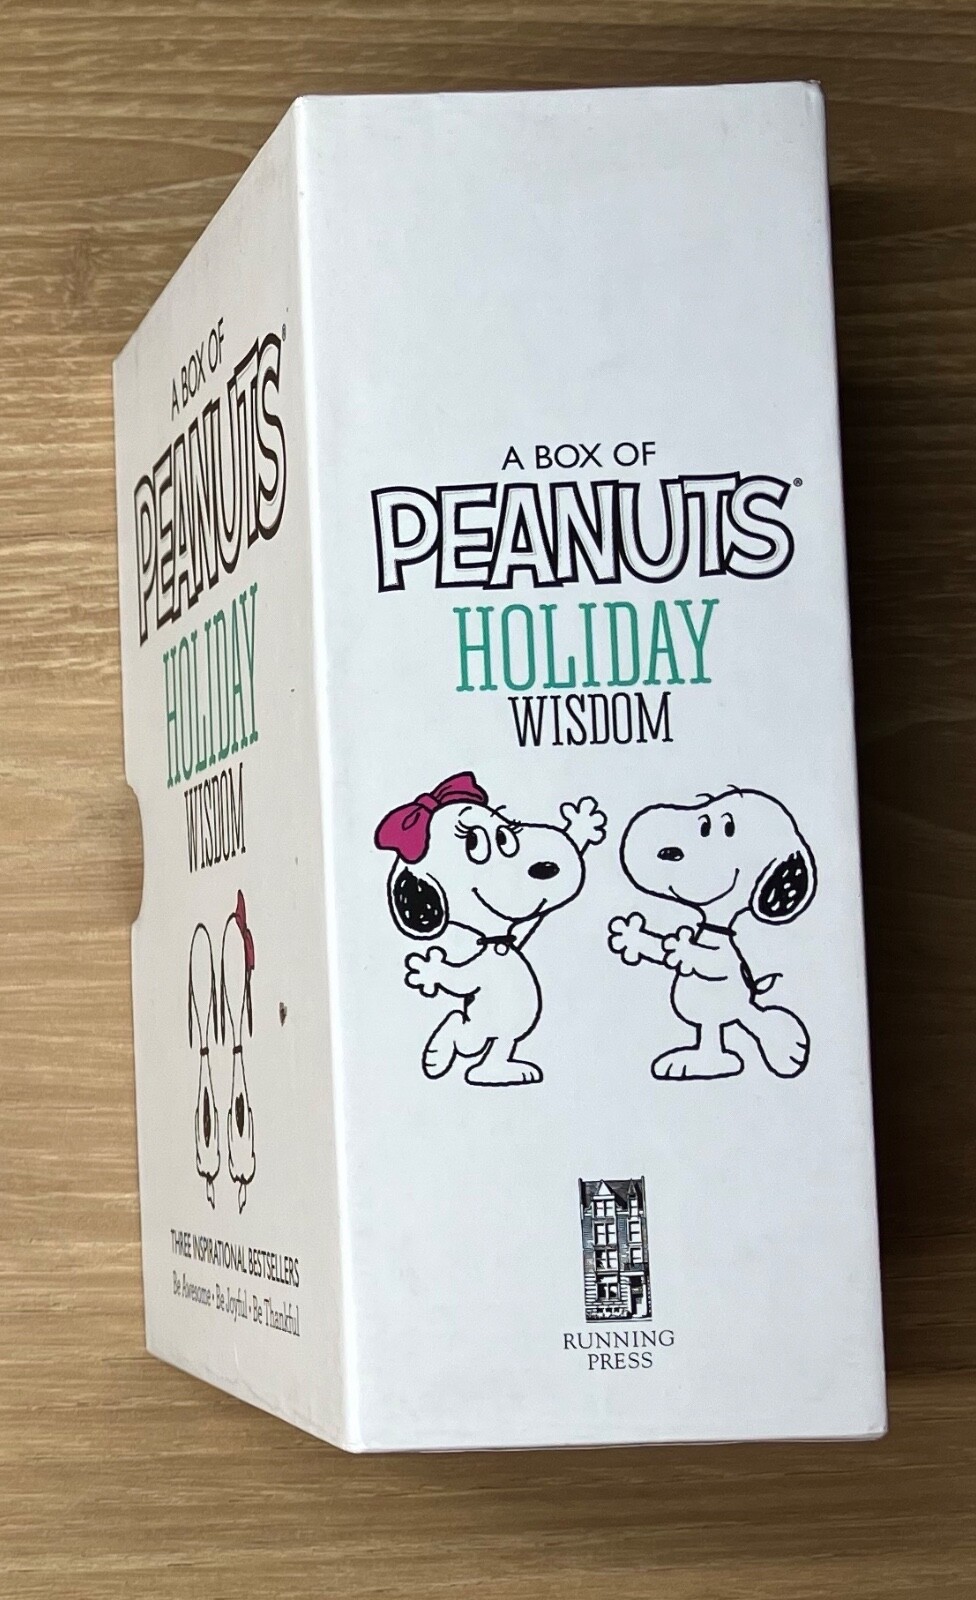 A BOX OF
PEANUTS®
HOLIDAY
WISDOM
THREE INSPIRATIONAL BESTSELLERS
Be Awesome • Be Joyful • Be Thankful
A BOX OF
PEANUTS®
HOLIDAY
WISDOM
RUNNING
PRESS